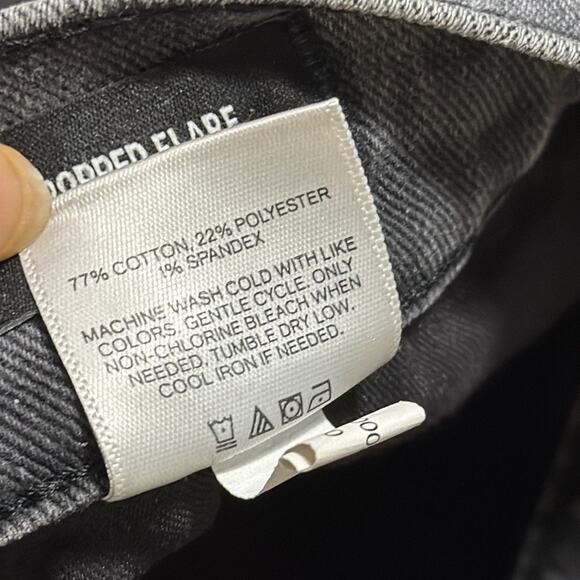 FLARE
77% COTTON, 22% POLYESTER
1% SPANDEX
MACHINE WASH COLD WITH LIKE
COLORS. GENTLE CYCLE. ONLY
NON-CHLORINE BLEACH WHEN
NEEDED. TUMBLE DRY LOW.
COOL IRON IF NEEDED.